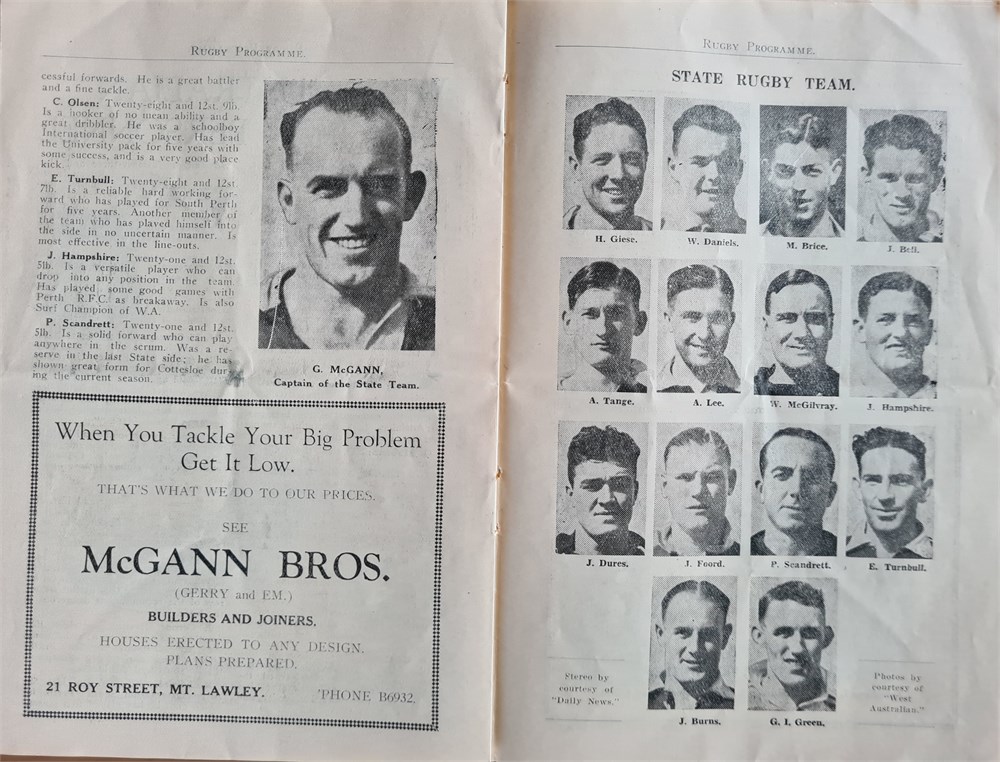 RUGBY PROGRAMME.
cessful forwards. He is a great battler
and a fine tackle.
C. Olsen: Twenty-eight and 12st. 9lb.
Is a hooker of no mean ability and a
great dribbler. He was a schoolboy
International soccer player. Has lead
the University pack for five years with
some success, and is a very good place
kick.
E. Turnbull: Twenty-eight and 12st.
7lb. Is a reliable hard working for-
ward who has played for South Perth
for five years. Another member of
the team who has played himself into
the side in no uncertain manner. Is
most effective in the line-outs.
J. Hampshire: Twenty-one and 12st.
5lb. Is a versatile player who can
drop into any position in the team.
Has played some good games with
Perth R.F.C. as breakaway. Is also
Surf Champion of W.A.
P. Scandrett: Twenty-one and 12st.
5lb. Is a solid forward who can play
anywhere in the scrum. Was a re-
serve in the last State side; he has
shown great form for Cottesloe dur-
ing the current season.
G. McGANN,
Captain of the State Team.
When You Tackle Your Big Problem
Get It Low.
THAT'S WHAT WE DO TO OUR PRICES.
SEE
McGANN BROS.
(GERRY and EM.)
BUILDERS AND JOINERS.
HOUSES ERECTED TO ANY DESIGN.
PLANS PREPARED.
21 ROY STREET, MT. LAWLEY. 'PHONE B6932.
RUGBY PROGRAMME.
STATE RUGBY TEAM.
H. Giese. W. Daniels. M. Brice. J. Bell.
A. Tange. A. Lee. W. McGilvray. J. Hampshire.
J. Dures. J. Foord. P. Scandrett. E. Turnbull.
Stereo by
courtesy of
"Daily News."
Photos by
courtesy of
"West
Australian."
J. Burns. G. I. Green.